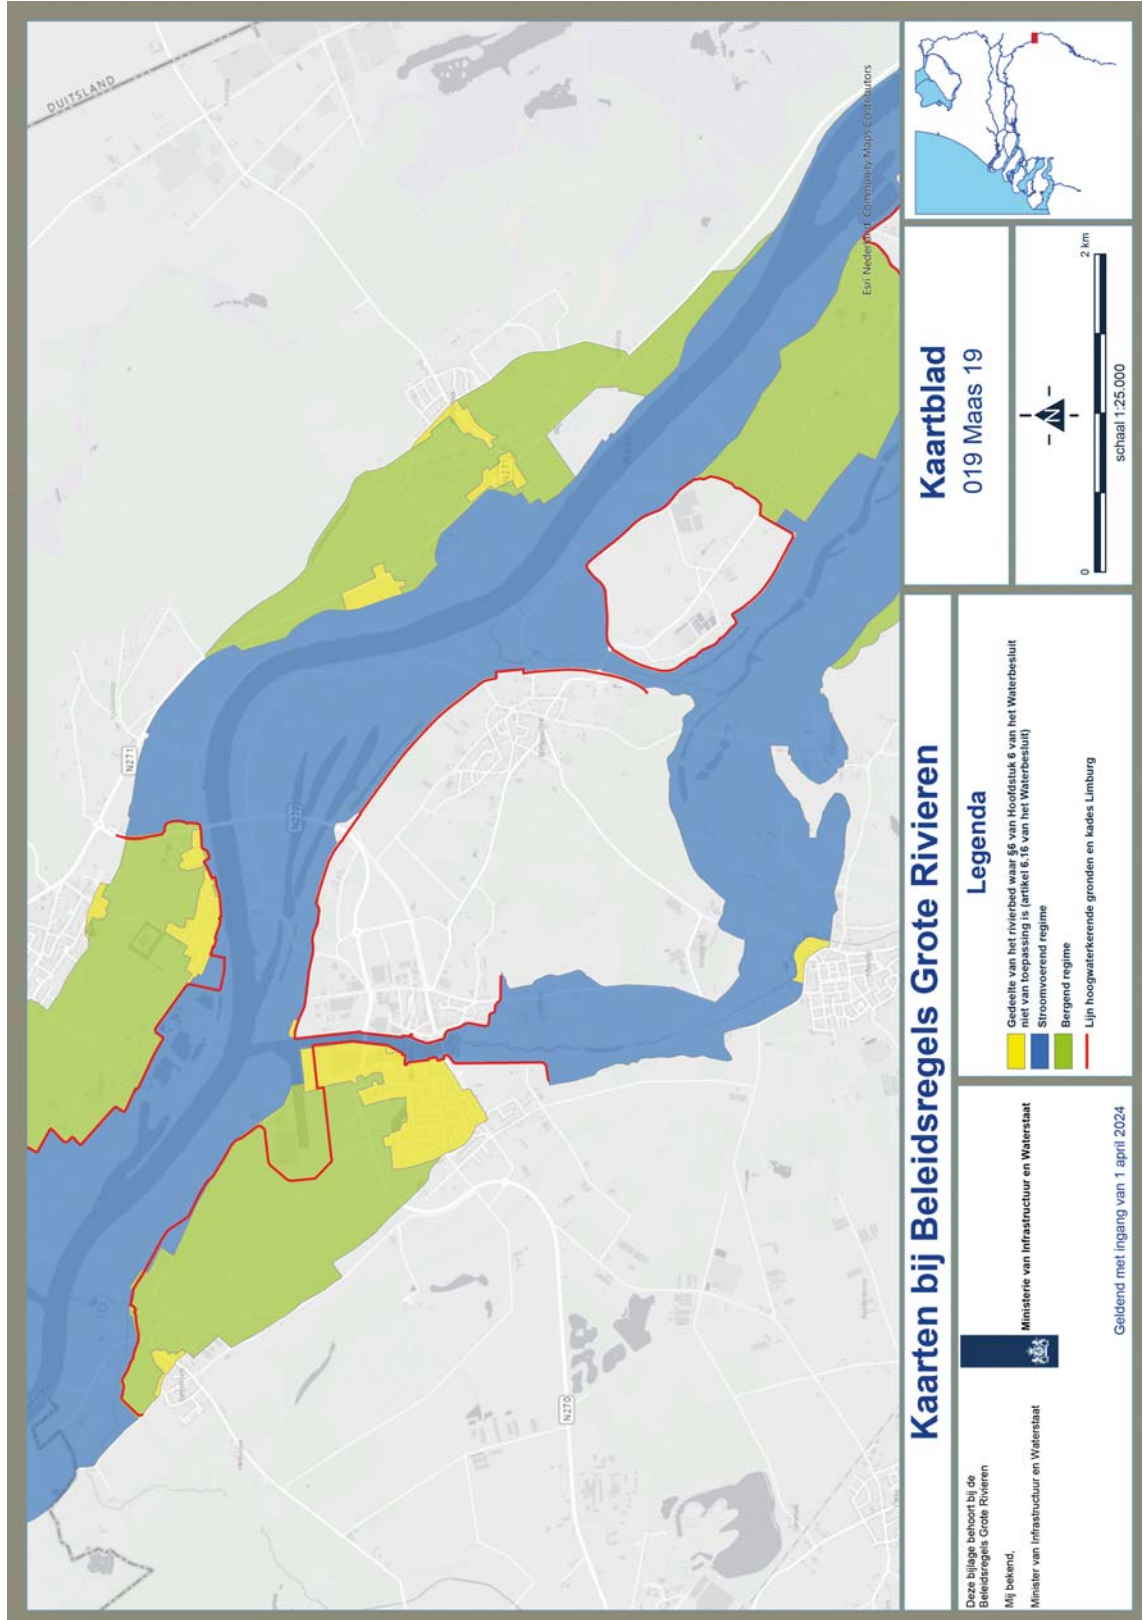 DUITSLAND
N271
N270
N271
N270
Esri Nederland, Community Maps Contributors
Kaarten bij Beleidsregels Grote Rivieren
Kaartblad
019 Maas 19
Deze bijlage behoort bij de
Beleidsregels Grote Rivieren
Mij bekend,
Minister van Infrastructuur en Waterstaat
Ministerie van Infrastructuur en Waterstaat
Geldend met ingang van 1 april 2024
Legenda
Gedeelte van het rivierbed waar §6 van Hoofdstuk 6 van het Waterbesluit
niet van toepassing is (artikel 6.16 van het Waterbesluit)
Stroomvoerend regime
Bergend regime
Lijn hoogwaterkerende gronden en kades Limburg
N
0
2 km
schaal 1:25.000